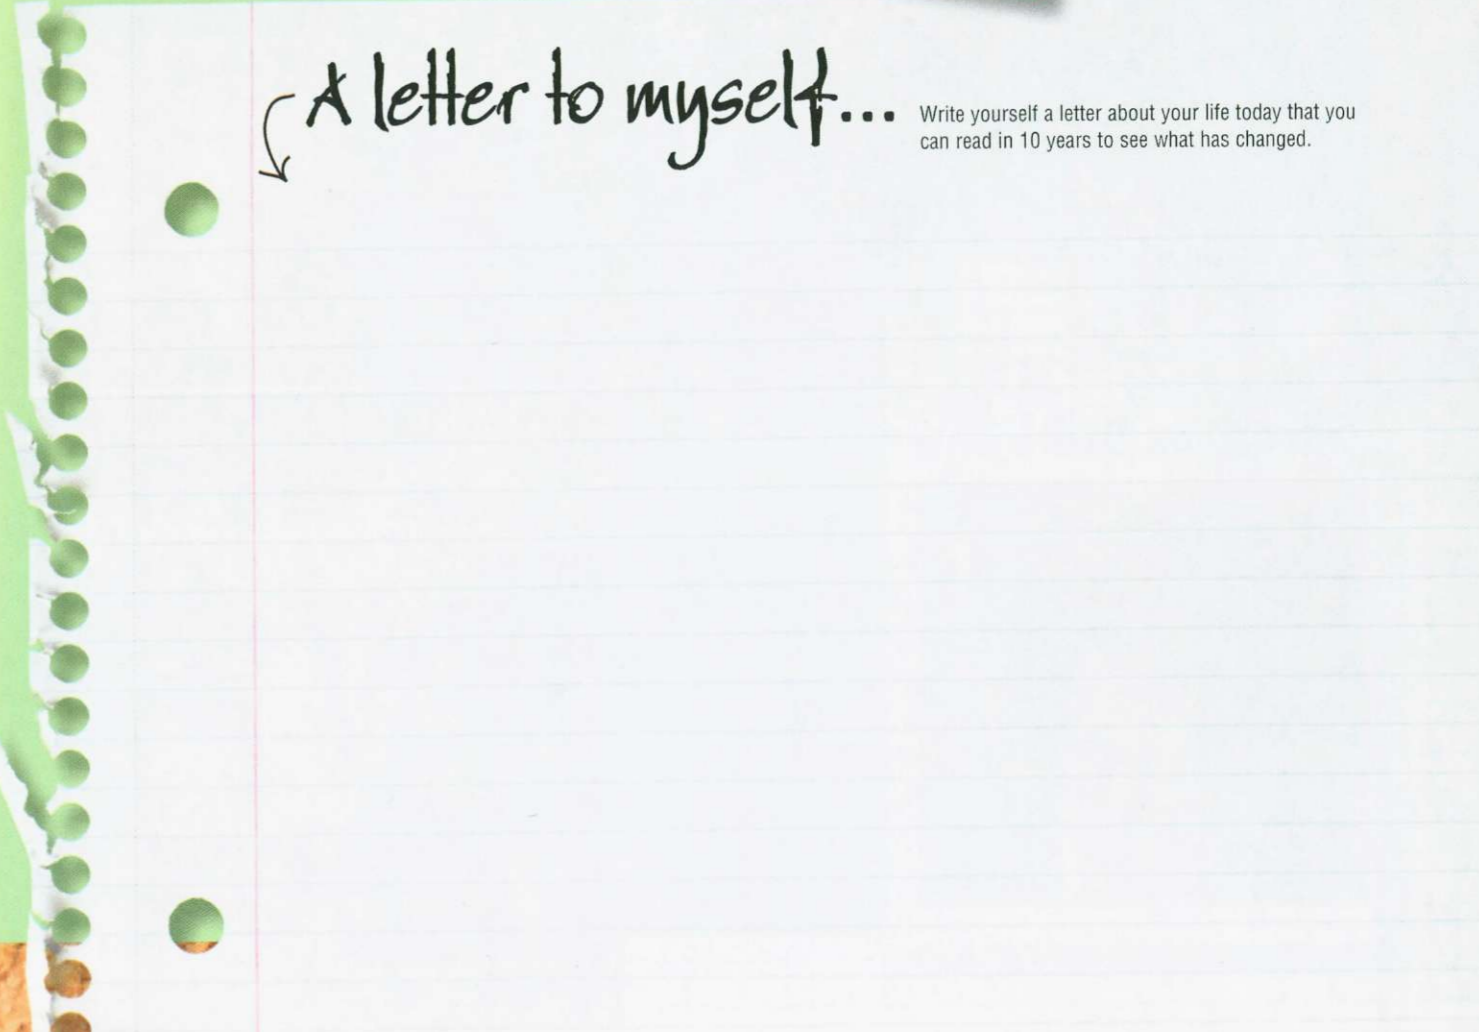 A letter to myself...
Write yourself a letter about your life today that you
can read in 10 years to see what has changed.